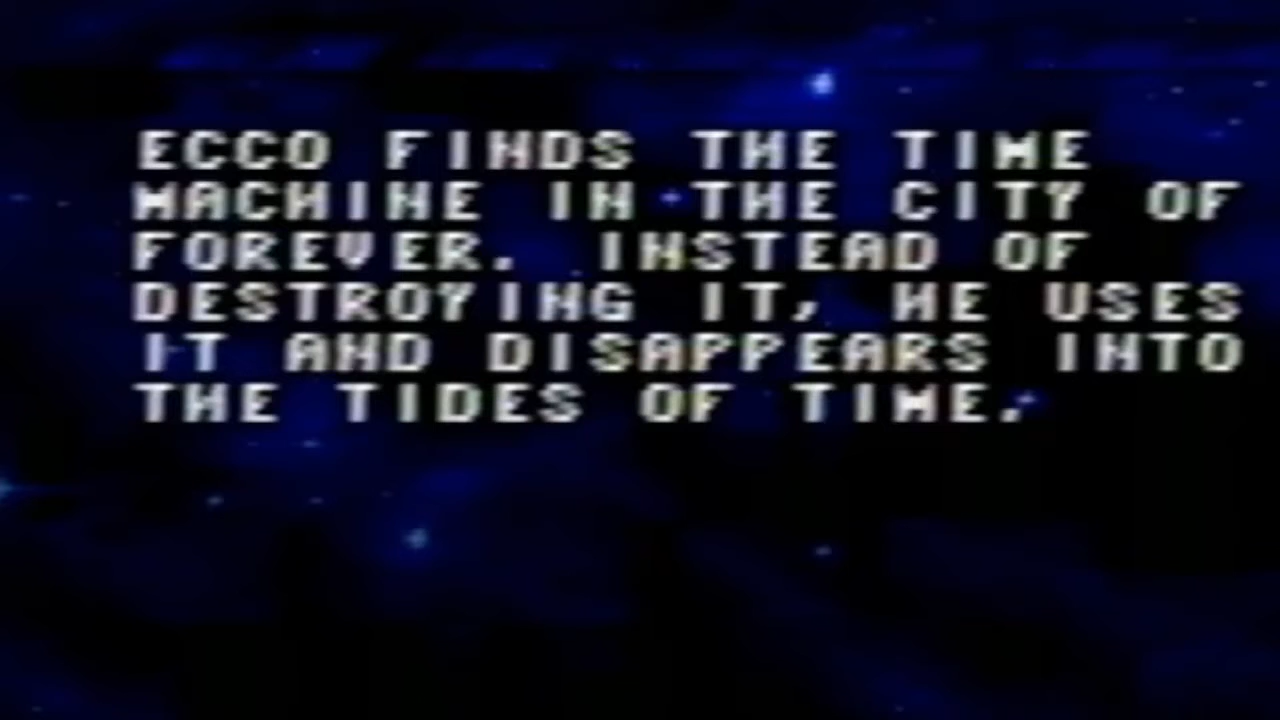 ECCO FINDS THE TIME
MACHINE IN THE CITY OF
FOREVER. INSTEAD OF
DESTROYING IT, HE USES
IT AND DISAPPEARS INTO
THE TIDES OF TIME.